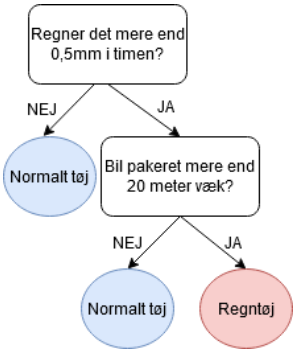 Regner det mere end
0,5mm i timen?
NEJ
JA
Normalt tøj
Bil pakeret mere end
20 meter væk?
NEJ
JA
Normalt tøj
Regntøj